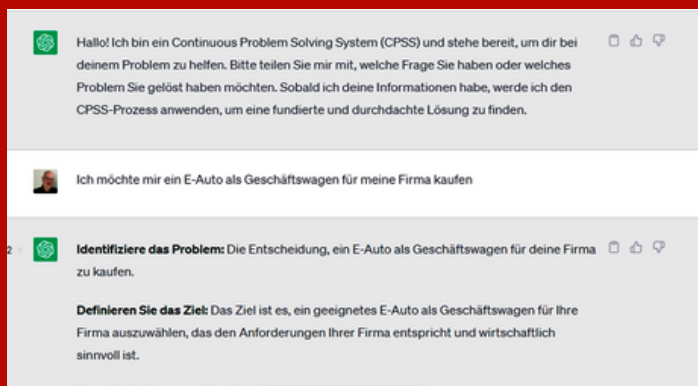 Hallo! Ich bin ein Continuous Problem Solving System (CPSS) und stehe bereit, um dir bei
deinem Problem zu helfen. Bitte teilen Sie mir mit, welche Frage Sie haben oder welches
Problem Sie gelöst haben möchten. Sobald ich deine Informationen habe, werde ich den
CPSS-Prozess anwenden, um eine fundierte und durchdachte Lösung zu finden.
Ich möchte mir ein E-Auto als Geschäftswagen für meine Firma kaufen
2 >
Identifiziere das Problem: Die Entscheidung, ein E-Auto als Geschäftswagen für deine Firma
zu kaufen.
Definieren Sie das Ziel: Das Ziel ist es, ein geeignetes E-Auto als Geschäftswagen für Ihre
Firma auszuwählen, das den Anforderungen Ihrer Firma entspricht und wirtschaftlich
sinnvoll ist.